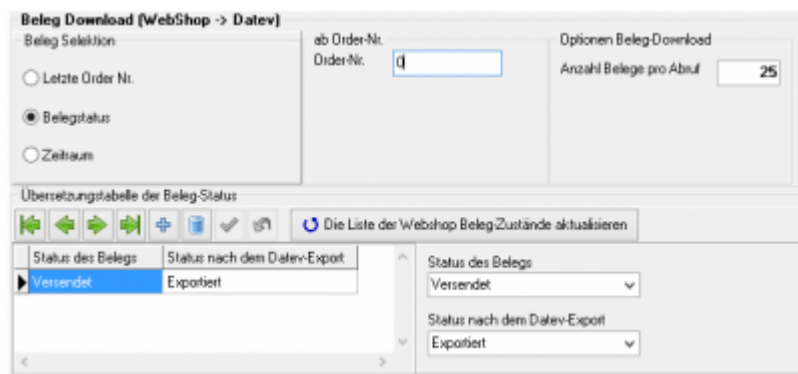 Beleg Download (WebShop -> Datev)
Beleg Selektion
Letzte Order Nr.
Belegstatus
Zeitraum
ab Order-Nr.
Order-Nr. 0
Optionen Beleg-Download
Anzahl Belege pro Abruf 25
Übersetzungstabelle der Beleg-Status
Die Liste der Webshop Beleg-Zustände aktualisieren
Status des Belegs Status nach dem Datev-Export
Versendet Exportiert
Status des Belegs
Versendet
Status nach dem Datev-Export
Exportiert